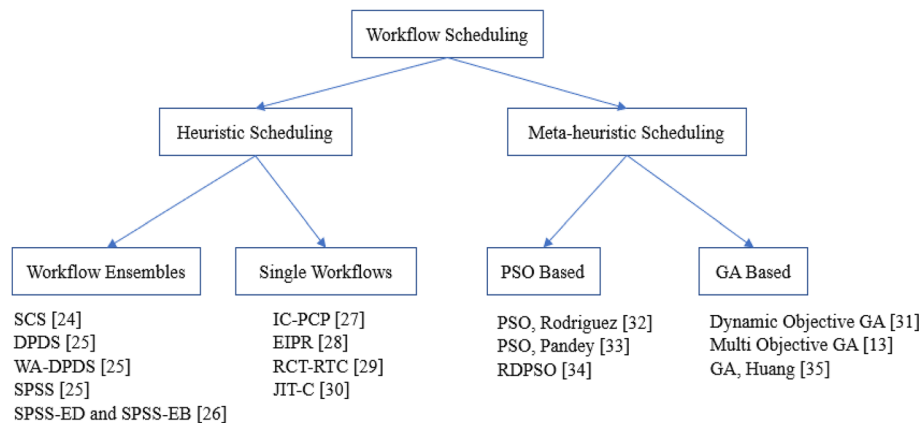 Workflow Scheduling
Heuristic Scheduling
Meta-heuristic Scheduling
Workflow Ensembles
Single Workflows
PSO Based
GA Based
SCS [24]
DPDS [25]
WA-DPDS [25]
SPSS [25]
SPSS-ED and SPSS-EB [26]
IC-PCP [27]
EIPR [28]
RCT-RTC [29]
JIT-C [30]
PSO, Rodriguez [32]
PSO, Pandey [33]
RDPSO [34]
Dynamic Objective GA [31]
Multi Objective GA [13]
GA, Huang [35]